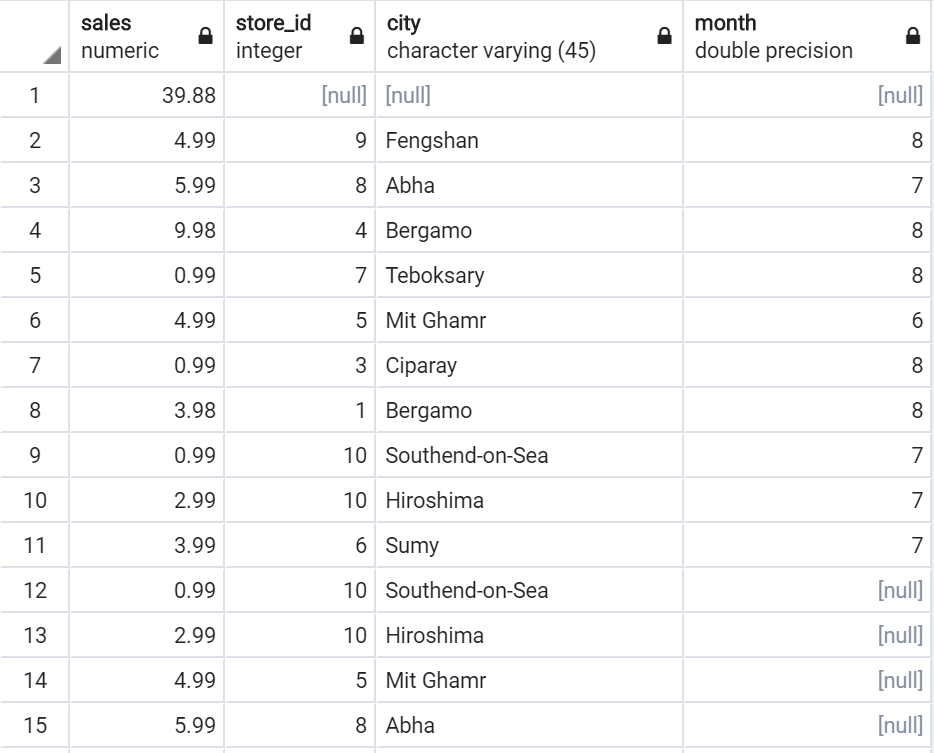 sales store_id city month
numeric integer character varying (45) double precision
1 39.88 [null] [null] [null]
2 4.99 9 Fengshan 8
3 5.99 8 Abha 7
4 9.98 4 Bergamo 8
5 0.99 7 Teboksary 8
6 4.99 5 Mit Ghamr 6
7 0.99 3 Ciparay 8
8 3.98 1 Bergamo 8
9 0.99 10 Southend-on-Sea 7
10 2.99 10 Hiroshima 7
11 3.99 6 Sumy 7
12 0.99 10 Southend-on-Sea [null]
13 2.99 10 Hiroshima [null]
14 4.99 5 Mit Ghamr [null]
15 5.99 8 Abha [null]